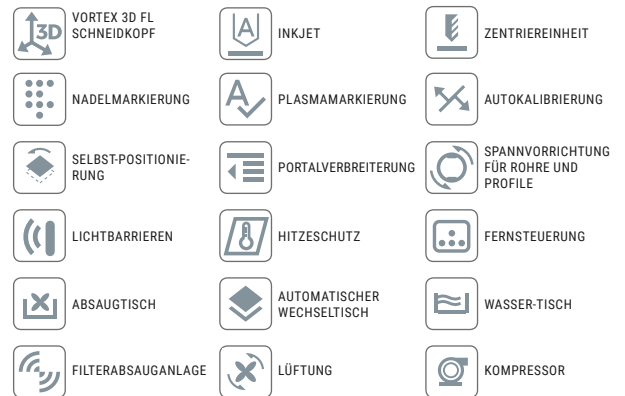 3D
VORTEX 3D FL
SCHNEIDKOPF
A
INKJET
ZENTRIEREINHEIT
NADELMARKIERUNG
A
PLASMAMARKIERUNG
AUTOKALIBRIERUNG
SELBST-POSITIONIE-
RUNG
PORTALVERBREITERUNG
SPANNVORRICHTUNG
FÜR ROHRE UND
PROFILE
LICHTBARRIEREN
HITZESCHUTZ
FERNSTEUERUNG
ABSAUGTISCH
AUTOMATISCHER
WECHSELTISCH
WASSER-TISCH
FILTERABSAUGANLAGE
LÜFTUNG
KOMPRESSOR